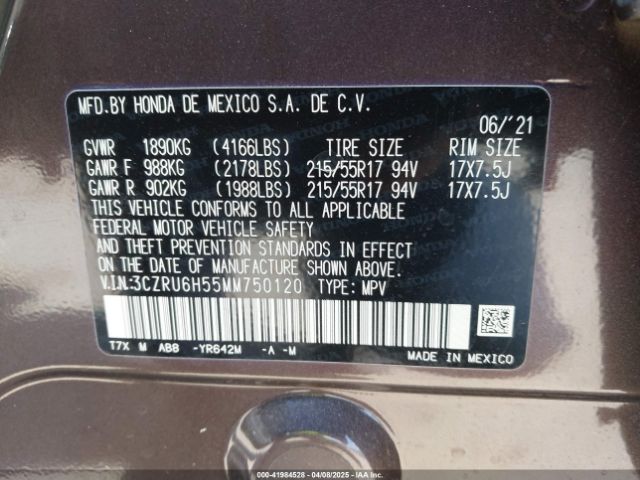 MFD.BY HONDA DE MEXICO S.A. DE C.V.
06/'21
GVWR 1890KG (4166LBS) TIRE SIZE RIM SIZE
GAWR F 988KG (2178LBS) 215/55R17 94V 17X7.5J
GAWR R 902KG (1988LBS) 215/55R17 94V 17X7.5J
THIS VEHICLE CONFORMS TO ALL APPLICABLE
FEDERAL MOTOR VEHICLE SAFETY
AND THEFT PREVENTION STANDARDS IN EFFECT
ON THE DATE OF MANUFACTURE SHOWN ABOVE.
V.I.N:3CZRU6H55MM750120 TYPE: MPV
T7X M AB8 -YR642M -A -M
MADE IN MEXICO
000-41984528 04/08/2025 IAAI.COM